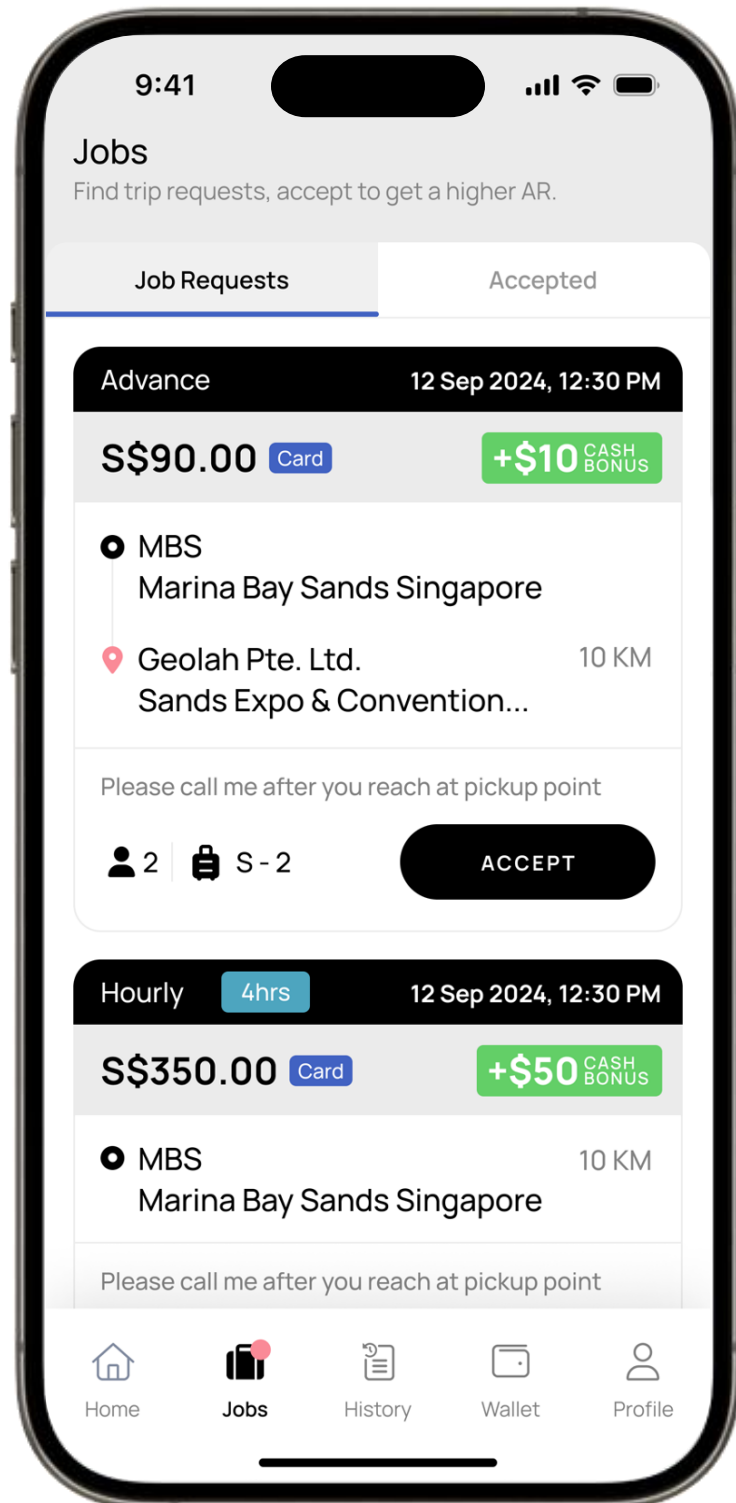 9:41
Jobs
Find trip requests, accept to get a higher AR.
Job Requests Accepted
Advance 12 Sep 2024, 12:30 PM
S$90.00 Card +$10 CASH BONUS
MBS
Marina Bay Sands Singapore
Geolah Pte. Ltd. 10 KM
Sands Expo & Convention...
Please call me after you reach at pickup point
2 S - 2 ACCEPT
Hourly 4hrs 12 Sep 2024, 12:30 PM
S$350.00 Card +$50 CASH BONUS
MBS 10 KM
Marina Bay Sands Singapore
Please call me after you reach at pickup point
Home Jobs History Wallet Profile